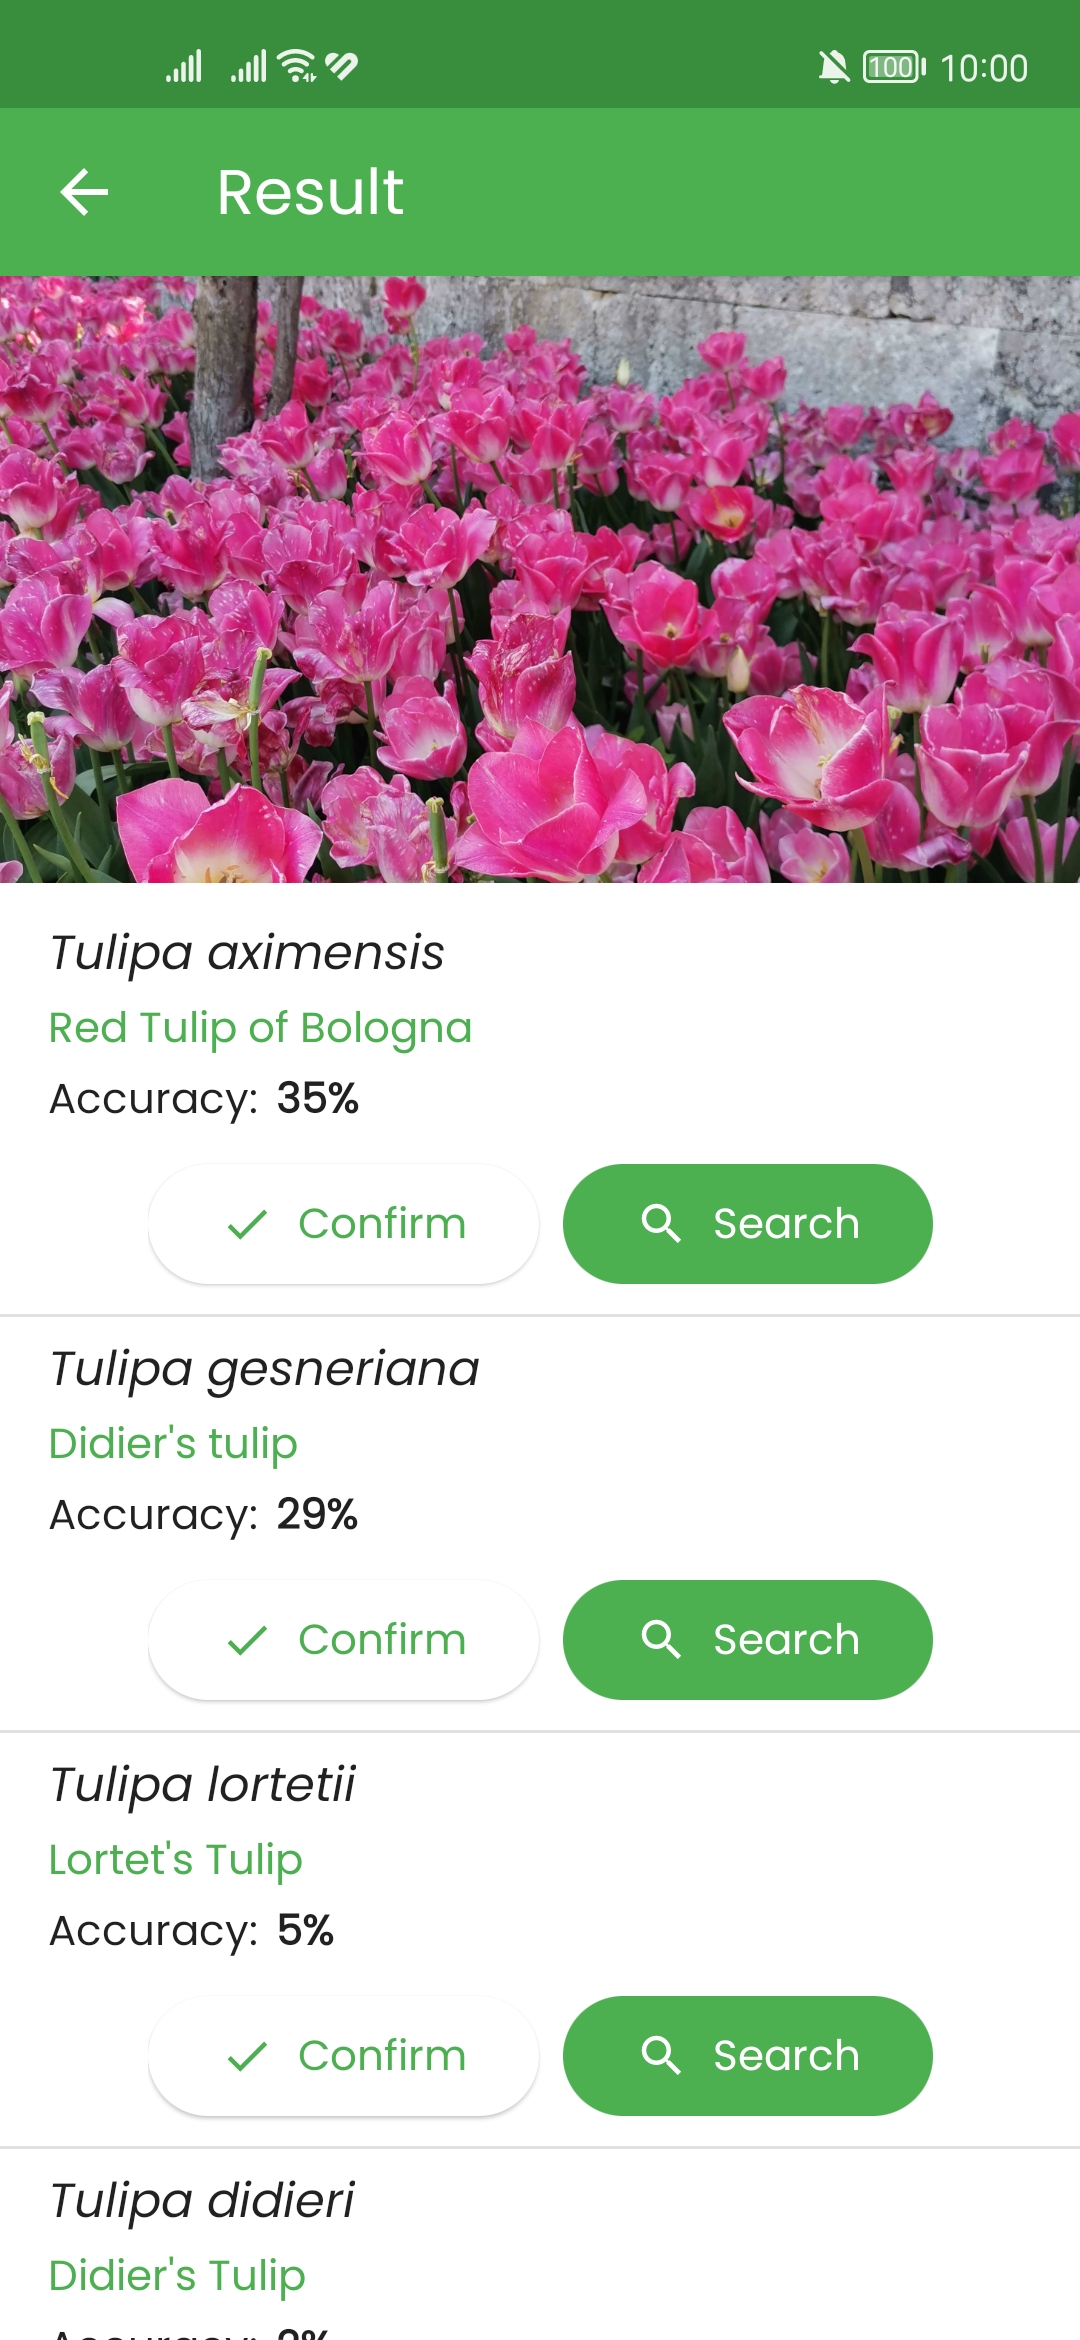 100 10:00
Result
Tulipa aximensis
Red Tulip of Bologna
Accuracy: 35%
Confirm Search
Tulipa gesneriana
Didier's tulip
Accuracy: 29%
Confirm Search
Tulipa lortetii
Lortet's Tulip
Accuracy: 5%
Confirm Search
Tulipa didieri
Didier's Tulip
Accuracy: